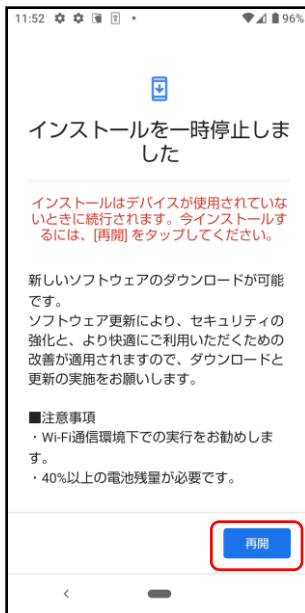 11:52
96%
インストールを一時停止しま
した
インストールはデバイスが使用されていな
いときに続行されます。今インストールす
るには、[再開] をタップしてください。
新しいソフトウェアのダウンロードが可能
です。
ソフトウェア更新により、セキュリティの
強化と、より快適にご利用いただくための
改善が適用されますので、ダウンロードと
更新の実施をお願いします。
■注意事項
・Wi-Fi通信環境下での実行をお勧めしま
す。
・40%以上の電池残量が必要です。
再開